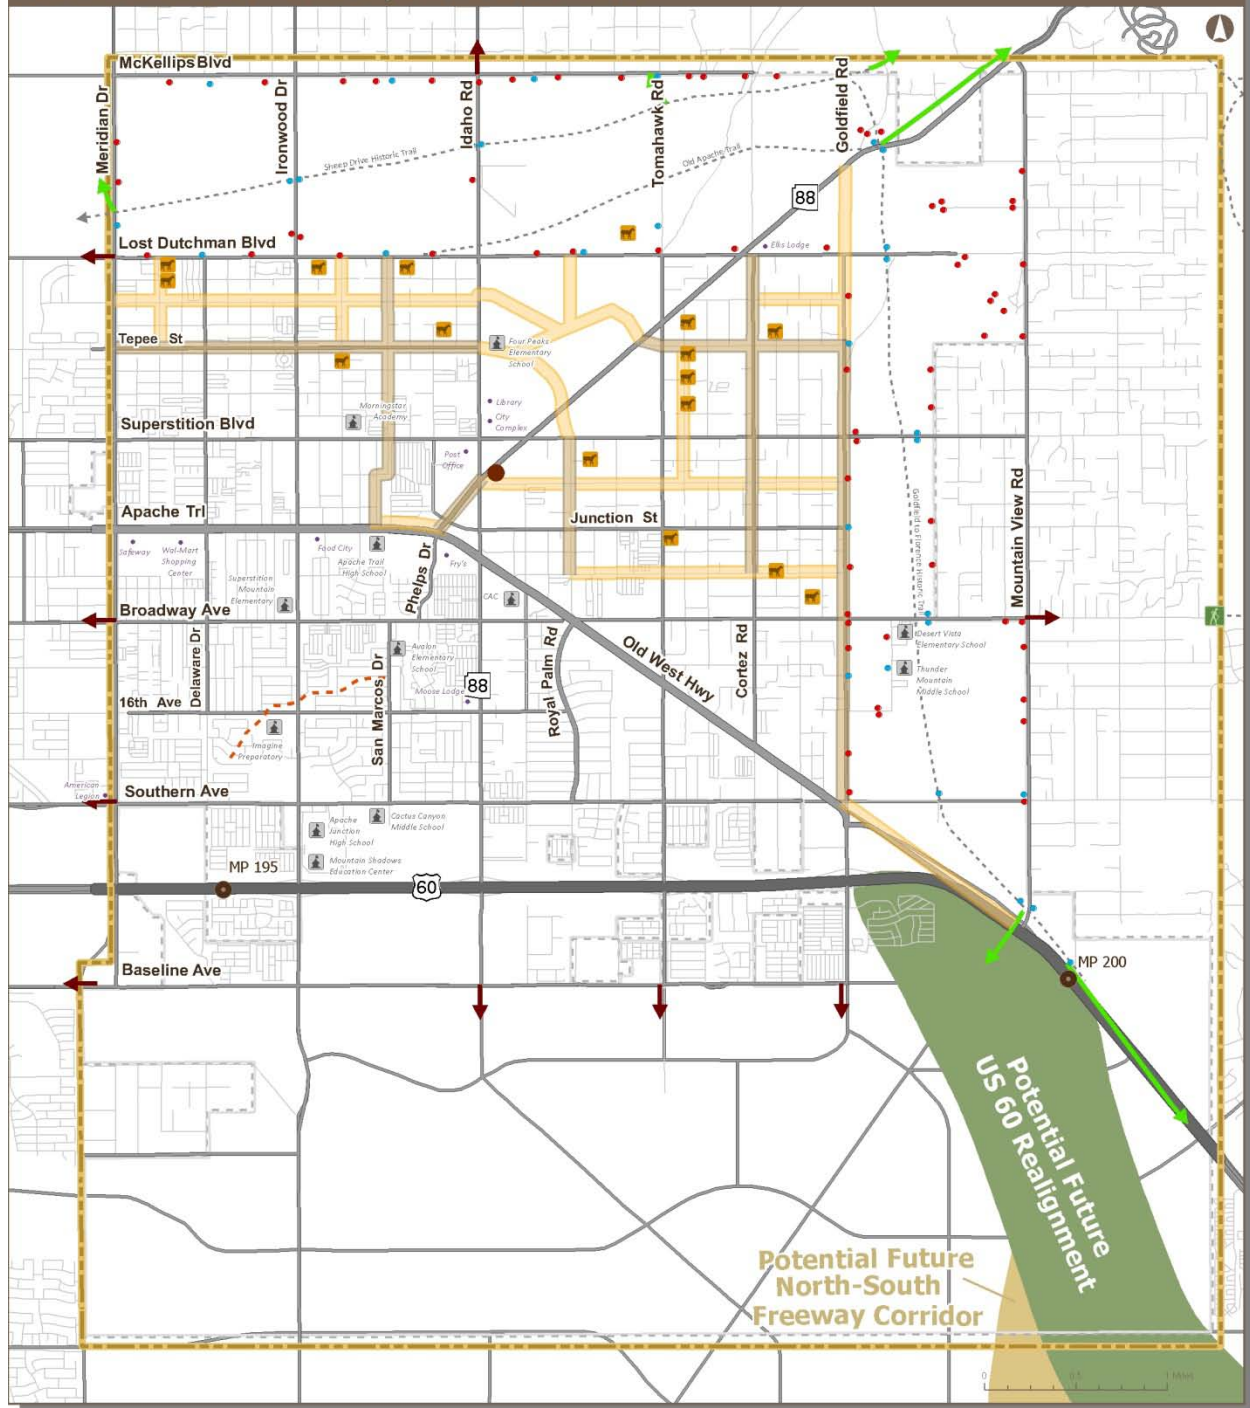 McKellips Blvd
Meridian Dr
Ironwood Dr
Idaho Rd
Tomahawk Rd
Goldfield Rd
Sheep Drive Historic Trail
Old Apache Trail
88
Lost Dutchman Blvd
Elks Lodge
Tepee St
Four Peaks
Elementary
School
Morningstar
Academy
Library
City
Complex
Superstition Blvd
Post
Office
Mountain View Rd
Goldfield to Florence Historic Trail
Apache Trl
Junction St
Safeway
Wal-Mart
Shopping
Center
Food City
Apache Trail
High School
Phelps Dr
Fry's
Superstition
Mountain
Elementary
CAC
Broadway Ave
Delaware Dr
San Marcos Dr
Avalon
Elementary
School
Moose Lodge
88
Royal Palm Rd
Old West Hwy
Cortez Rd
Desert Vista
Elementary School
Thunder
Mountain
Middle School
16th Ave
Imagine
Preparatory
American
Legion
Southern Ave
Apache
Junction
High School
Cactus Canyon
Middle School
Mountain Shadows
Education Center
MP 195
60
Baseline Ave
MP 200
Potential Future
US 60 Realignment
Potential Future
North-South
Freeway Corridor
0 0.5 1 Miles